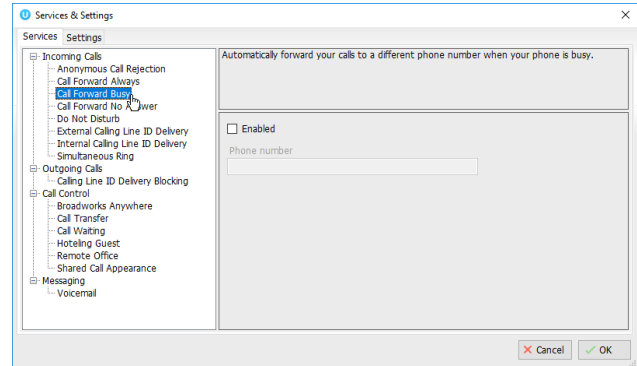 Services & Settings
Services Settings
Incoming Calls
Anonymous Call Rejection
Call Forward Always
Call Forward Busy
Call Forward No Answer
Do Not Disturb
External Calling Line ID Delivery
Internal Calling Line ID Delivery
Simultaneous Ring
Outgoing Calls
Calling Line ID Delivery Blocking
Call Control
Broadworks Anywhere
Call Transfer
Call Waiting
Hoteling Guest
Remote Office
Shared Call Appearance
Messaging
Voicemail
Automatically forward your calls to a different phone number when your phone is busy.
Enabled
Phone number
Cancel OK